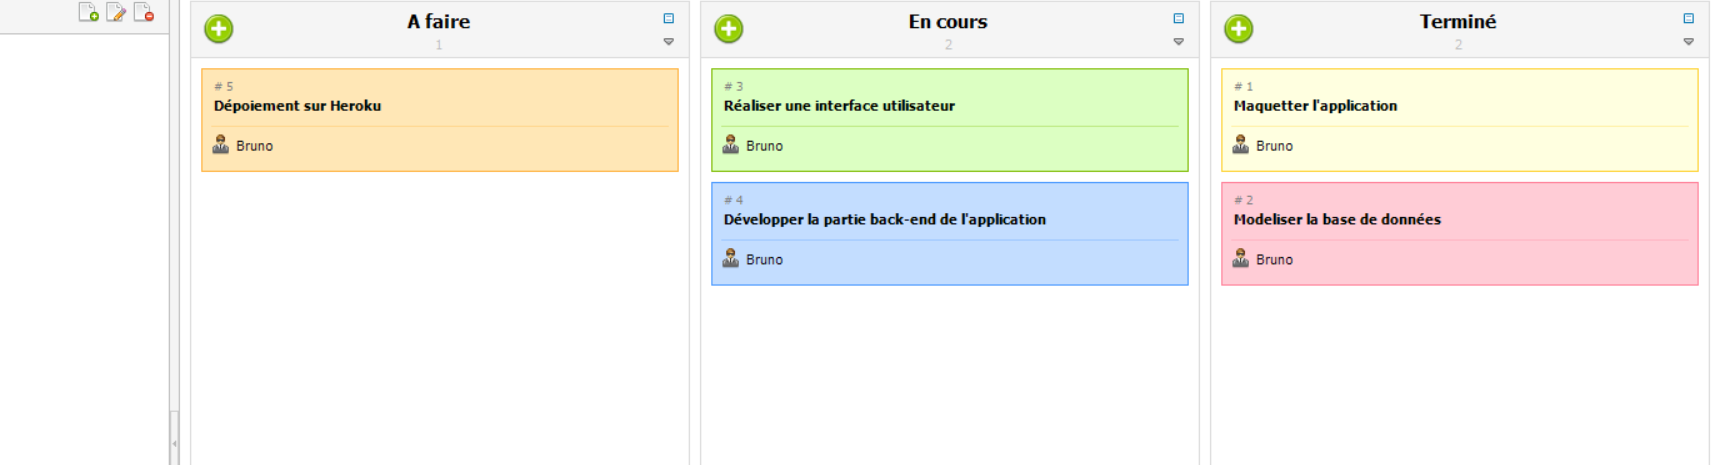 A faire
1
# 5
Dépoiement sur Heroku
Bruno
En cours
2
# 3
Réaliser une interface utilisateur
Bruno
# 4
Développer la partie back-end de l'application
Bruno
Terminé
2
# 1
Maquetter l'application
Bruno
# 2
Modeliser la base de données
Bruno